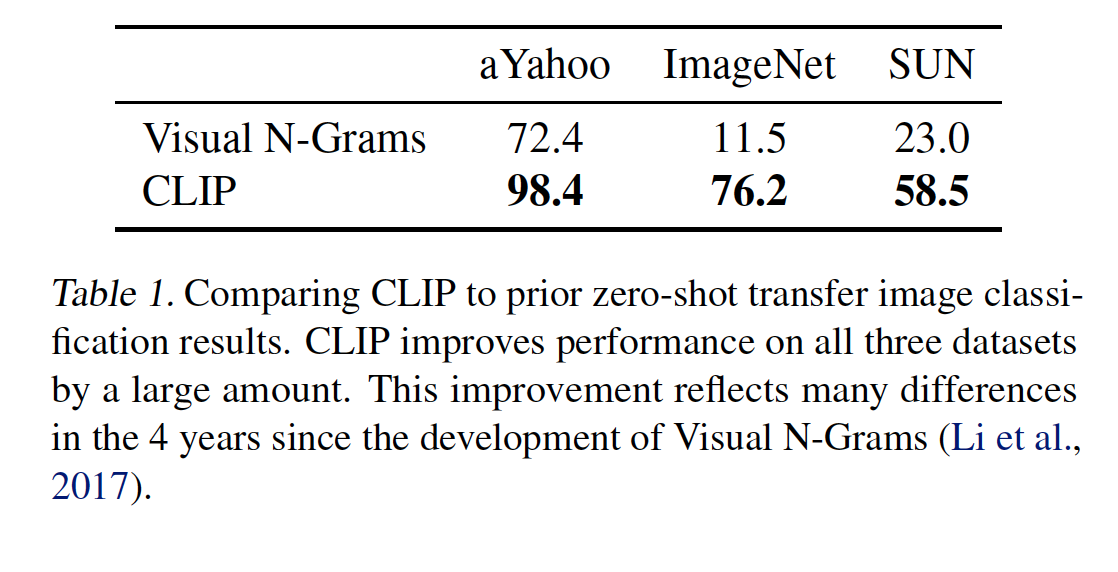 aYahoo ImageNet SUN
Visual N-Grams 72.4 11.5 23.0
CLIP 98.4 76.2 58.5
Table 1. Comparing CLIP to prior zero-shot transfer image classi-
fication results. CLIP improves performance on all three datasets
by a large amount. This improvement reflects many differences
in the 4 years since the development of Visual N-Grams (Li et al.,
2017).